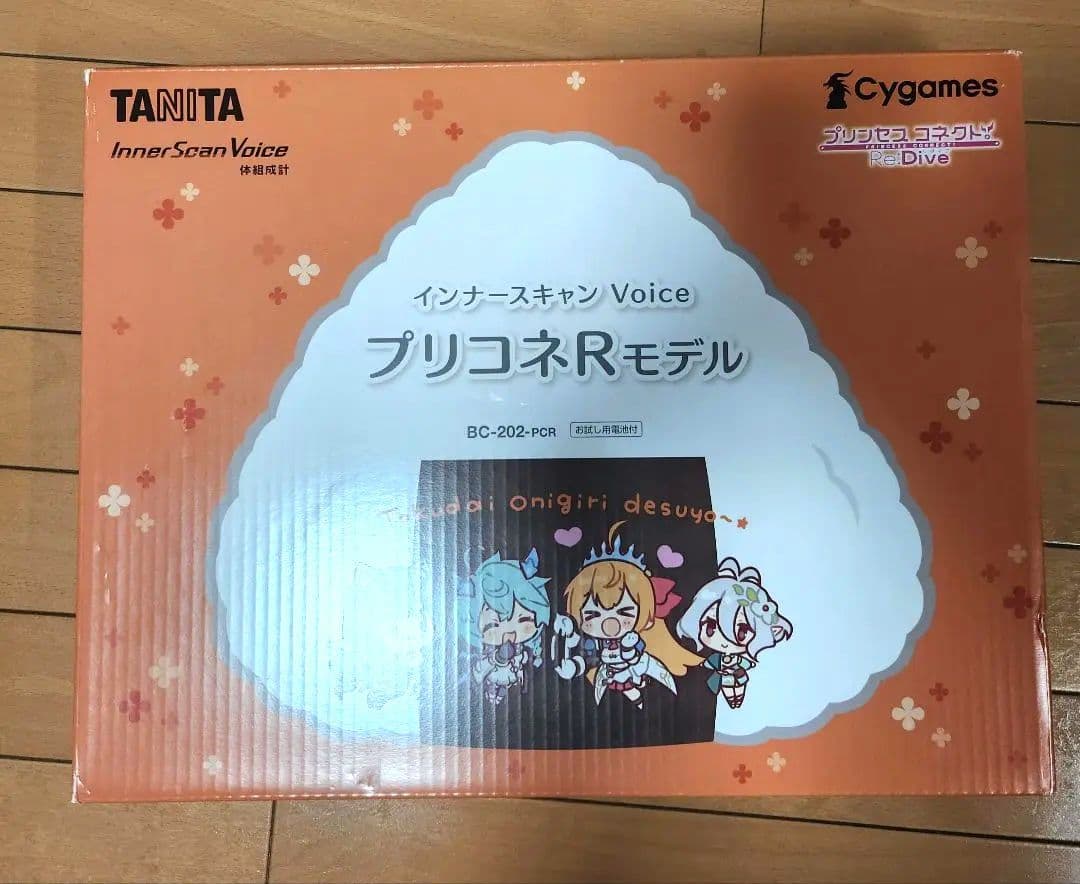 TANITA
InnerScan Voice
体組成計
Cygames
プリンセスコネクト!
PRINCESS CONNECT!
Re:Dive
インナースキャン Voice
プリコネRモデル
BC-202-PCR お試し用電池付
Tokudai onigiri desuyo~★